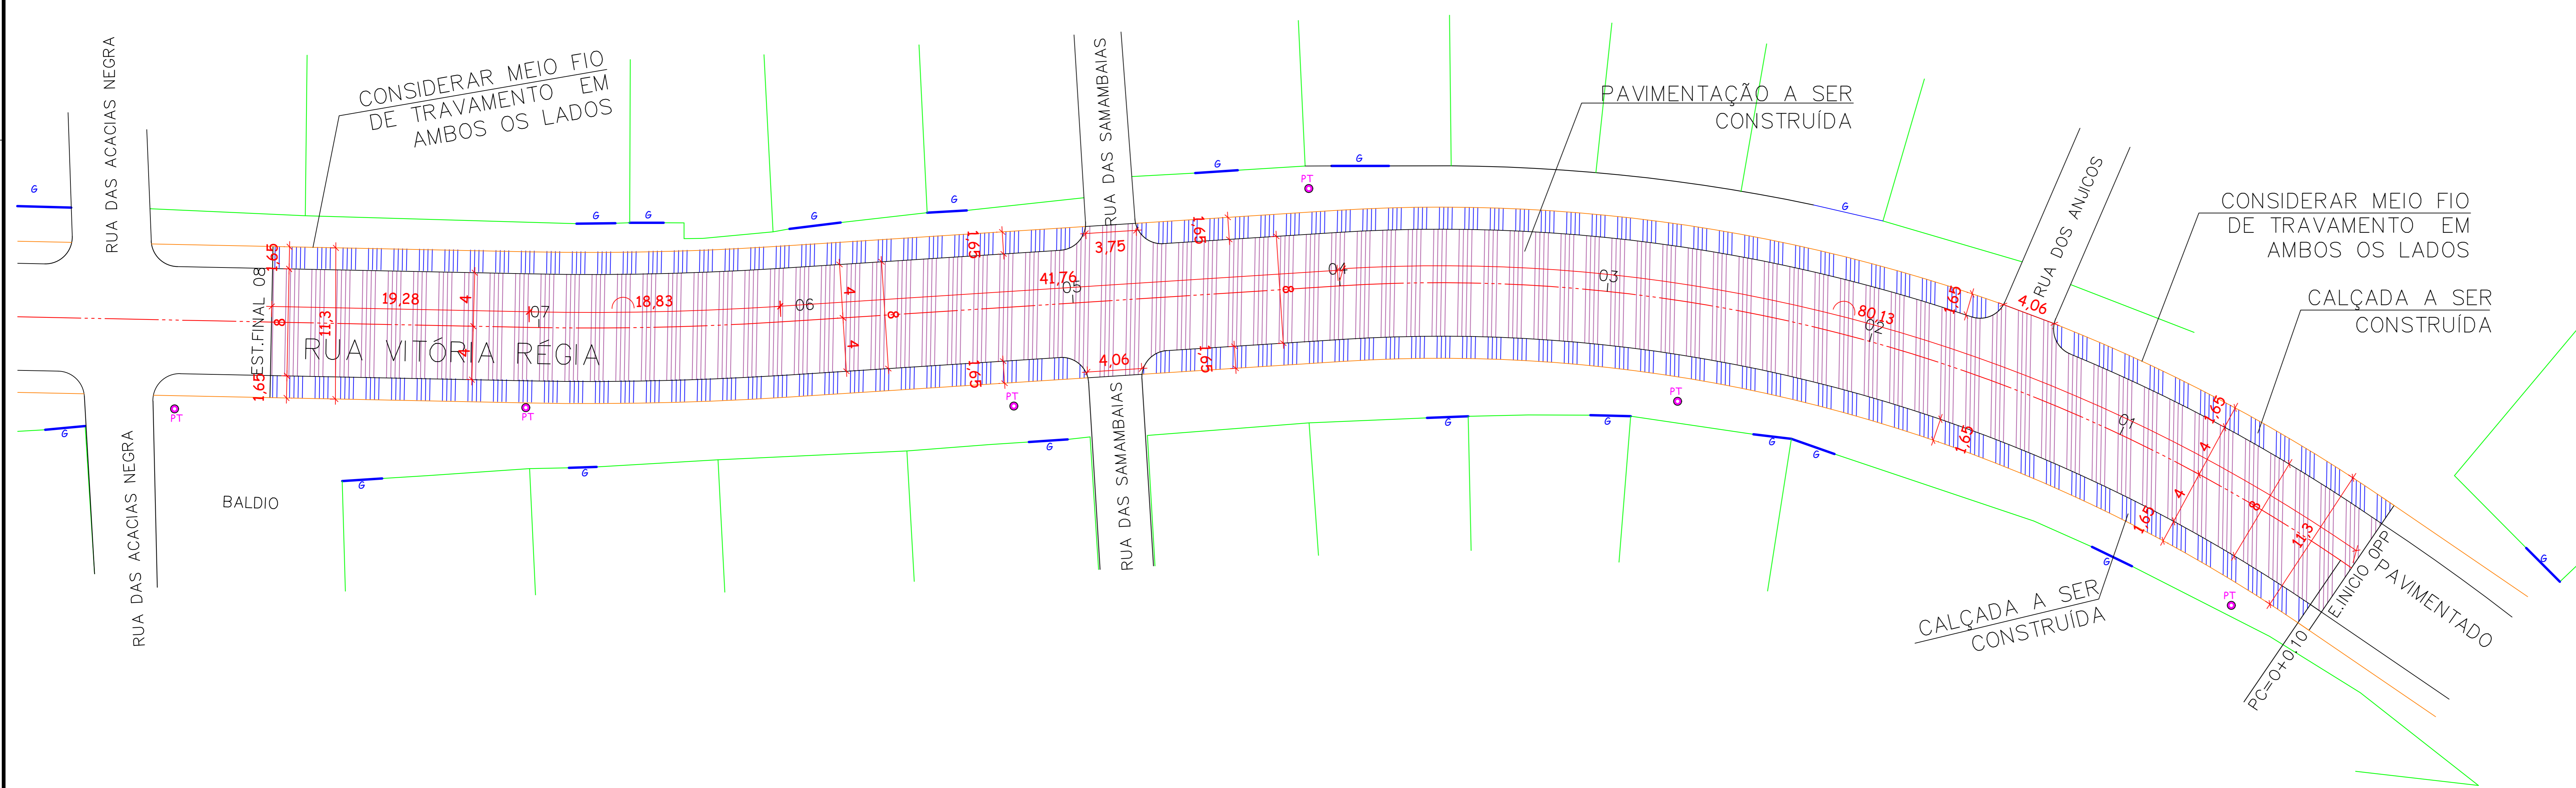 RUA DAS ACACIAS NEGRA
CONSIDERAR MEIO FIO
DE TRAVAMENTO EM
AMBOS OS LADOS
RUA DAS SAMAMBAIAS
PAVIMENTAÇÃO A SER
CONSTRUÍDA
RUA DOS ANJICOS
CONSIDERAR MEIO FIO
DE TRAVAMENTO EM
AMBOS OS LADOS
CALÇADA A SER
CONSTRUÍDA
G
G
G
G
G
G
G
G
PT
1,65
1,65
3,75
1,65
1,65
4,06
EST.FINAL 08
19,28
4
07
18,83
06
4
41,76
05
04
8
03
80,13
02
8
11,3
4
4
8
RUA VITÓRIA RÉGIA
1,65
1,65
4,06
1,65
1,65
01
1,65
4
4
8
1,65
11,3
PT
PT
PT
PT
PT
G
G
G
G
G
G
G
G
G
G
BALDIO
RUA DAS ACACIAS NEGRA
RUA DAS SAMAMBAIAS
CALÇADA A SER
CONSTRUÍDA
E.INICIO OPP
PC=0+0.10
PAVIMENTADO